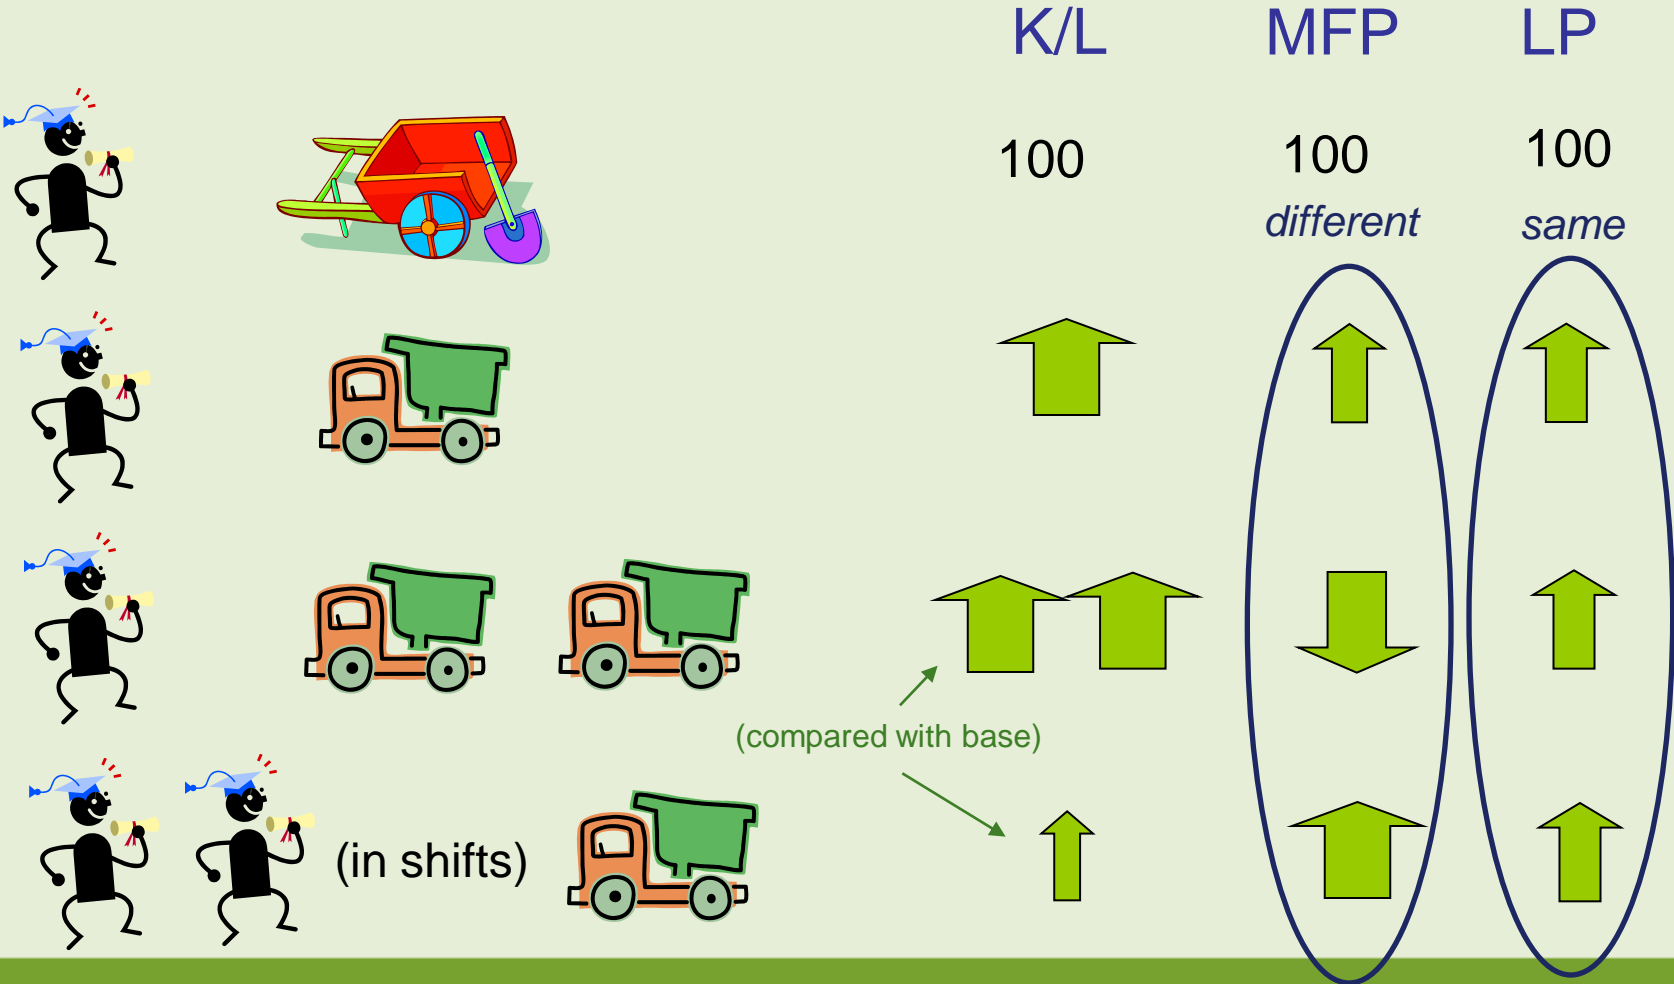 K/L MFP LP
100 100 100
different same
(compared with base)
(in shifts)